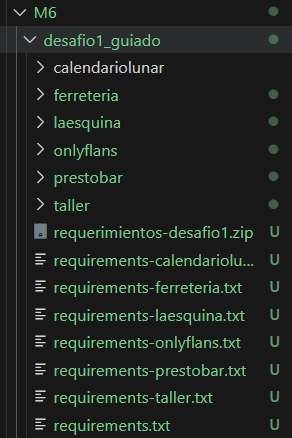 M6
desafio1_guiado
calendariolunar
ferreteria
laesquina
onlyflans
prestobar
taller
requerimientos-desafio1.zip U
requirements-calendariolu... U
requirements-ferreteria.txt U
requirements-laesquina.txt U
requirements-onlyflans.txt U
requirements-prestobar.txt U
requirements-taller.txt U
requirements.txt U